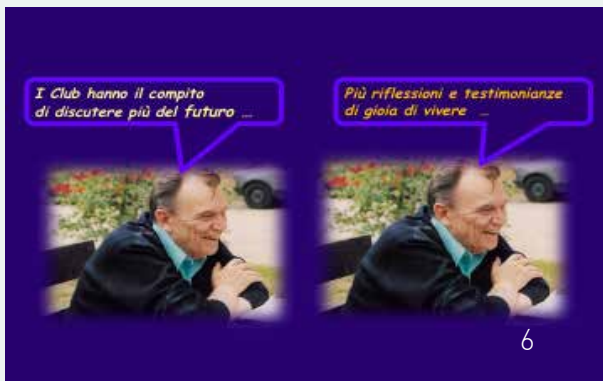 I Club hanno il compito
di discutere più del futuro ...
Più riflessioni e testimonianze
di gioia di vivere ...
6